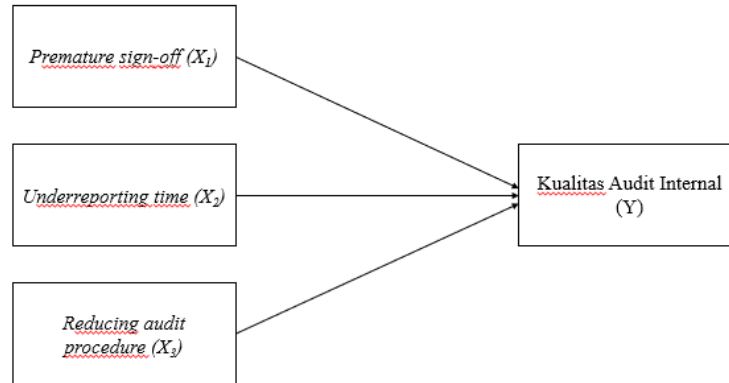 Premature sign-off (X₁)
Underreporting time (X₂)
Kualitas Audit Internal
(Y)
Reducing audit
procedure (X₃)